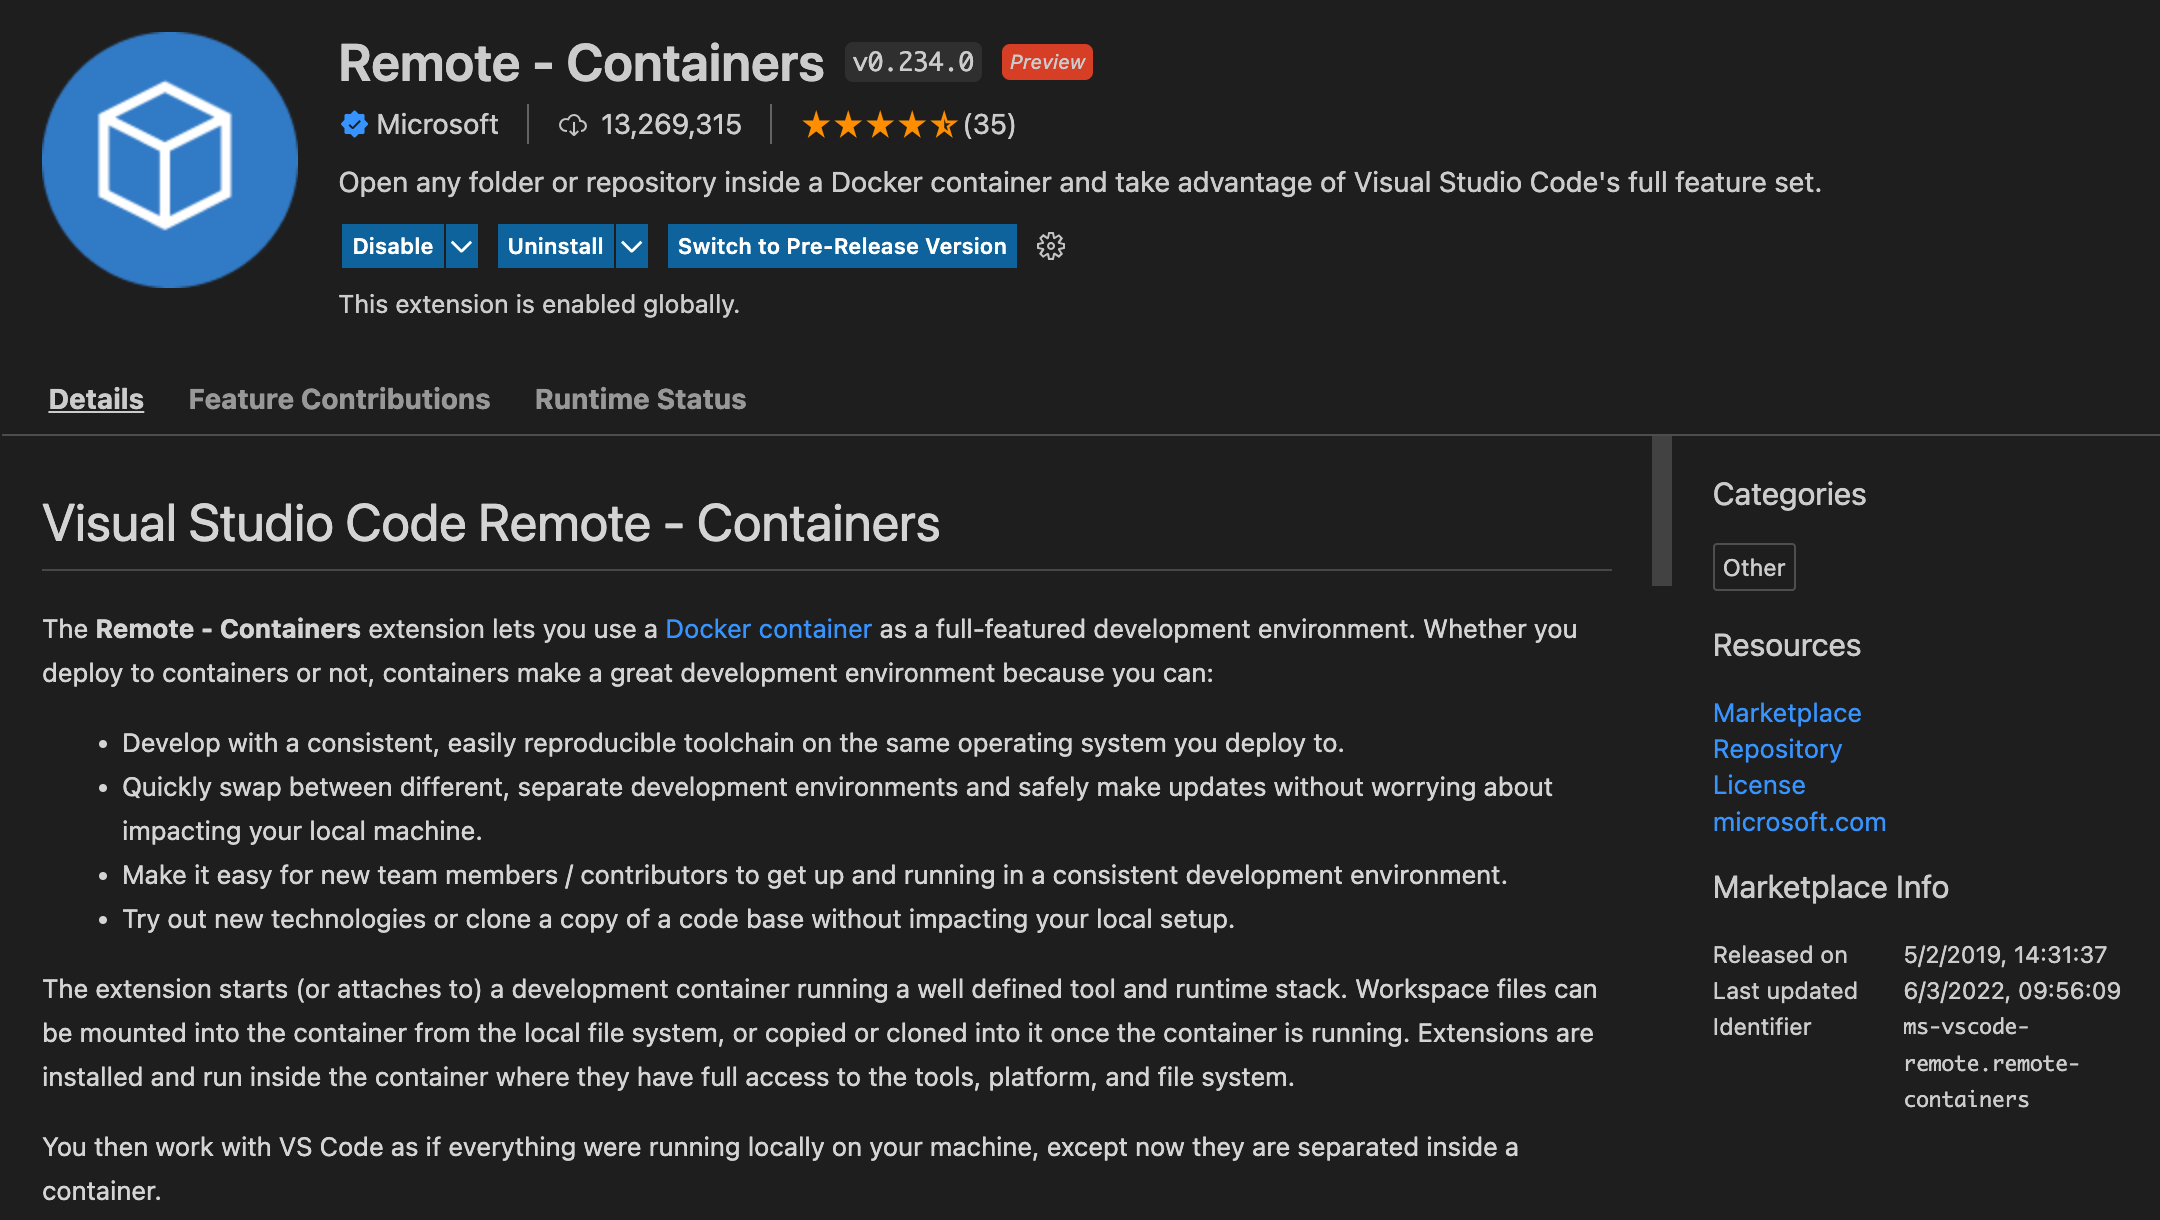 Remote - Containers v0.234.0 Preview
Microsoft 13,269,315 (35)
Open any folder or repository inside a Docker container and take advantage of Visual Studio Code's full feature set.
Disable Uninstall Switch to Pre-Release Version
This extension is enabled globally.
Details Feature Contributions Runtime Status
Visual Studio Code Remote - Containers
The Remote - Containers extension lets you use a Docker container as a full-featured development environment. Whether you
deploy to containers or not, containers make a great development environment because you can:
• Develop with a consistent, easily reproducible toolchain on the same operating system you deploy to.
• Quickly swap between different, separate development environments and safely make updates without worrying about
impacting your local machine.
• Make it easy for new team members / contributors to get up and running in a consistent development environment.
• Try out new technologies or clone a copy of a code base without impacting your local setup.
The extension starts (or attaches to) a development container running a well defined tool and runtime stack. Workspace files can
be mounted into the container from the local file system, or copied or cloned into it once the container is running. Extensions are
installed and run inside the container where they have full access to the tools, platform, and file system.
You then work with VS Code as if everything were running locally on your machine, except now they are separated inside a
container.
Categories
Other
Resources
Marketplace
Repository
License
microsoft.com
Marketplace Info
Released on 5/2/2019, 14:31:37
Last updated 6/3/2022, 09:56:09
Identifier ms-vscode-
remote.remote-
containers